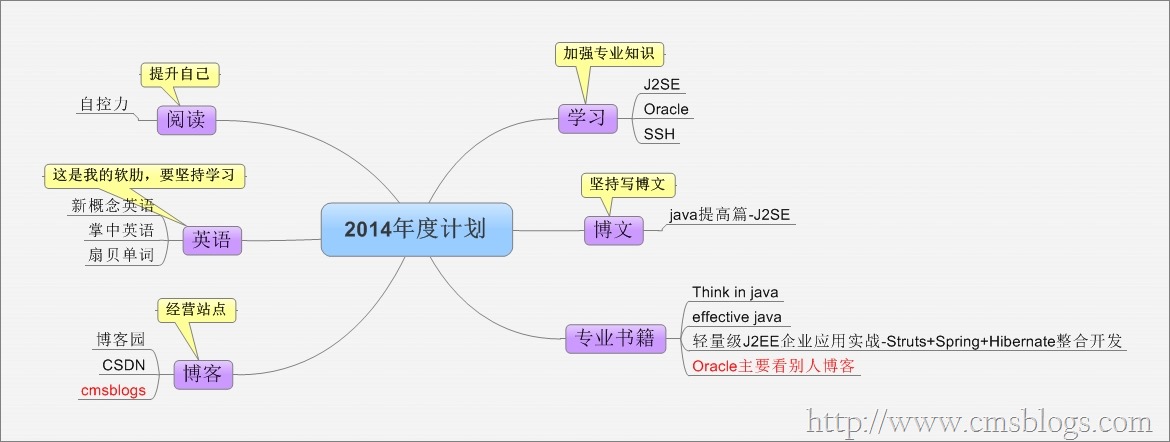 2014年度计划
加强专业知识
学习
J2SE
Oracle
SSH
坚持写博文
博文
java提高篇-J2SE
专业书籍
Think in java
effective java
轻量级J2EE企业应用实战-Struts+Spring+Hibernate整合开发
Oracle主要看别人博客
提升自己
阅读
自控力
这是我的软肋，要坚持学习
英语
新概念英语
掌中英语
扇贝单词
经营站点
博客
博客园
CSDN
cmsblogs
http://www.cmsblogs.com